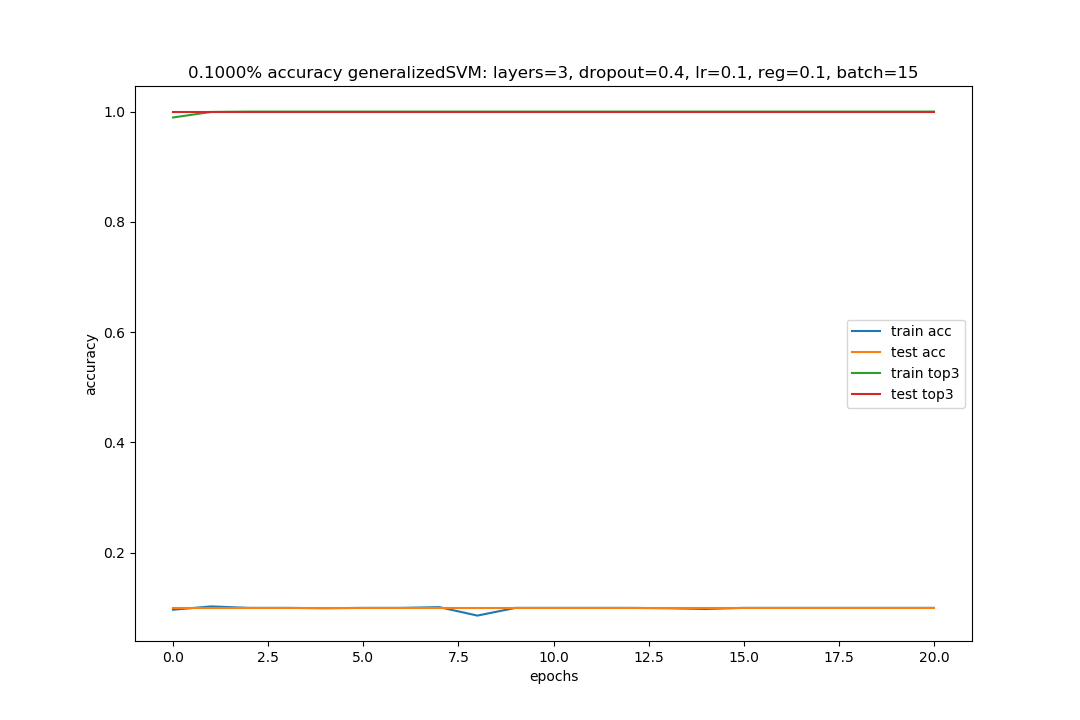 0.1000% accuracy generalizedSVM: layers=3, dropout=0.4, lr=0.1, reg=0.1, batch=15
1.0
0.8
0.6
0.4
0.2
accuracy
train acc
test acc
train top3
test top3
0.0 2.5 5.0 7.5 10.0 12.5 15.0 17.5 20.0
epochs